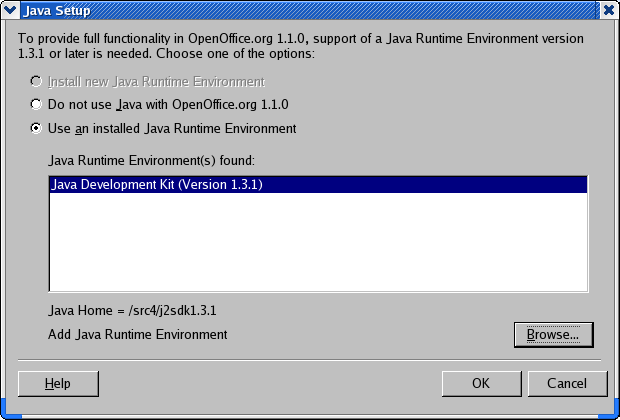 Java Setup
To provide full functionality in OpenOffice.org 1.1.0, support of a Java Runtime Environment version
1.3.1 or later is needed. Choose one of the options:
Install new Java Runtime Environment
Do not use Java with OpenOffice.org 1.1.0
Use an installed Java Runtime Environment
Java Runtime Environment(s) found:
Java Development Kit (Version 1.3.1)
Java Home = /src4/j2sdk1.3.1
Add Java Runtime Environment
Browse...
Help
OK
Cancel